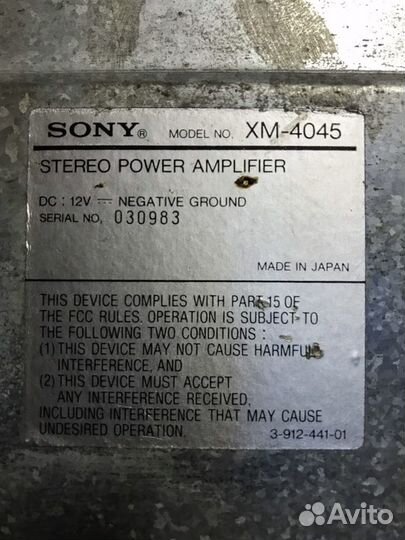 SONY® MODEL NO. XM-4045
STEREO POWER AMPLIFIER
DC : 12V ⎓ NEGATIVE GROUND
SERIAL NO. 030983
MADE IN JAPAN
THIS DEVICE COMPLIES WITH PART 15 OF
THE FCC RULES. OPERATION IS SUBJECT TO
THE FOLLOWING TWO CONDITIONS :
(1) THIS DEVICE MAY NOT CAUSE HARMFUL
INTERFERENCE, AND
(2) THIS DEVICE MUST ACCEPT
ANY INTERFERENCE RECEIVED,
INCLUDING INTERFERENCE THAT MAY CAUSE
UNDESIRED OPERATION. 3-912-441-01
Avito